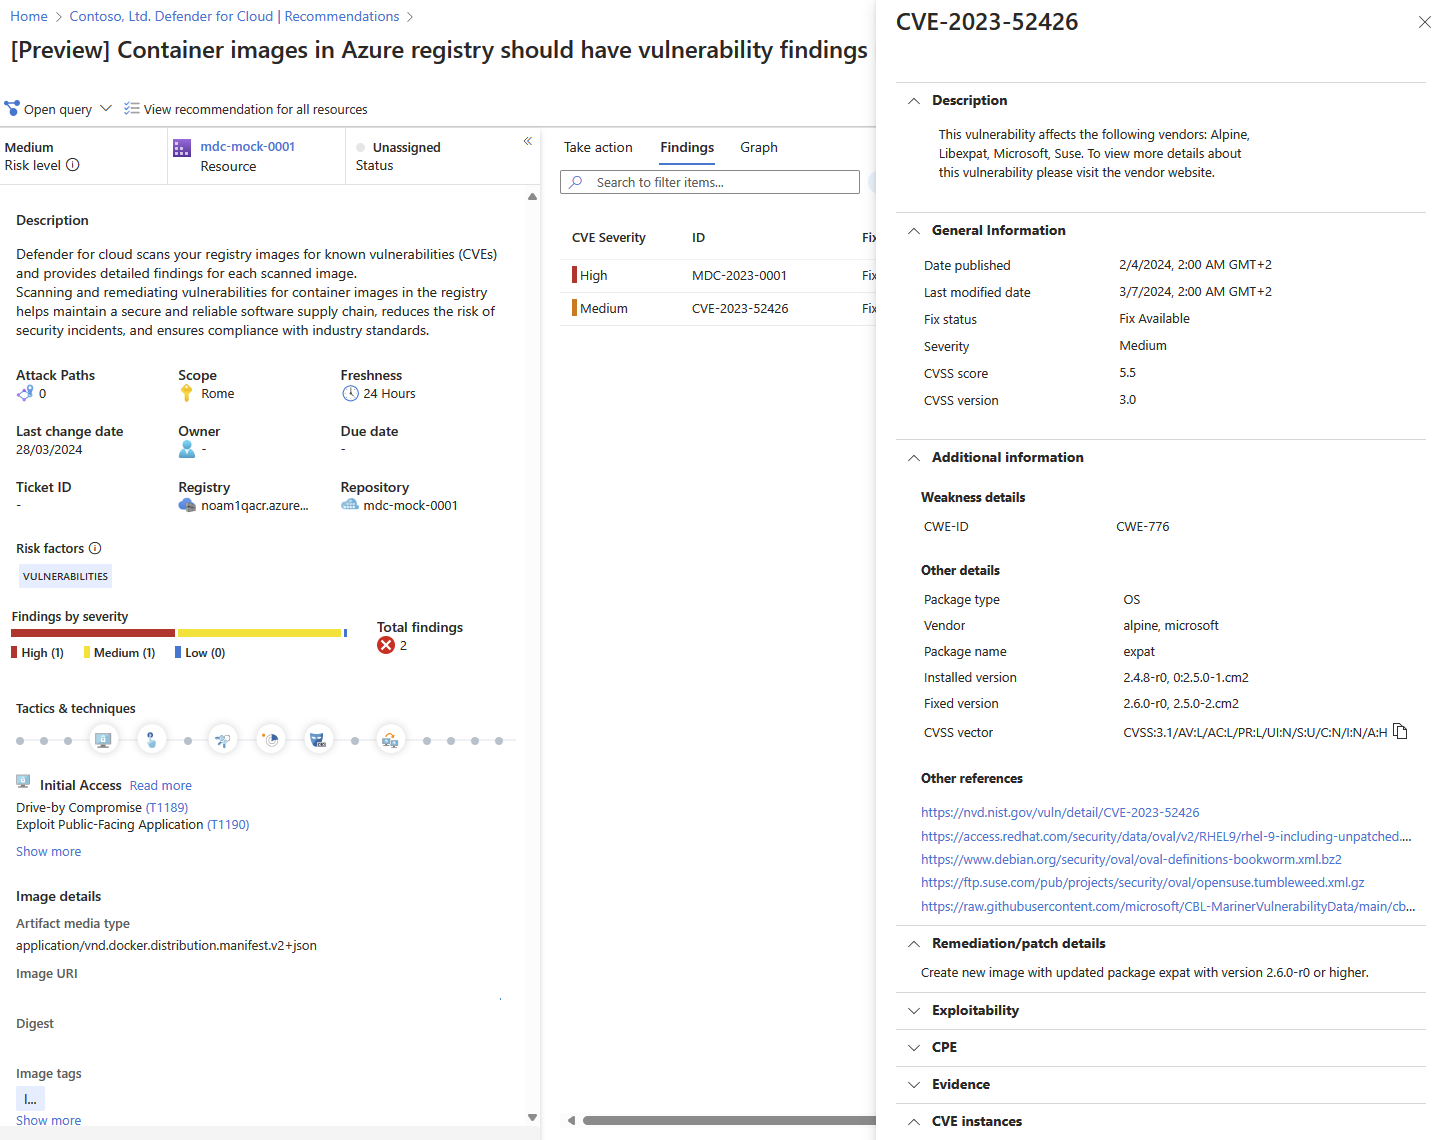 Home > Contoso, Ltd. Defender for Cloud | Recommendations >
[Preview] Container images in Azure registry should have vulnerability findings
Open query
View recommendation for all resources
Medium
Risk level
mdc-mock-0001
Resource
Unassigned
Status
Description
Defender for cloud scans your registry images for known vulnerabilities (CVEs)
and provides detailed findings for each scanned image.
Scanning and remediating vulnerabilities for container images in the registry
helps maintain a secure and reliable software supply chain, reduces the risk of
security incidents, and ensures compliance with industry standards.
Attack Paths
0
Scope
Rome
Freshness
24 Hours
Last change date
28/03/2024
Owner
-
Due date
-
Ticket ID
-
Registry
noam1qacr.azure...
Repository
mdc-mock-0001
Risk factors
VULNERABILITIES
Findings by severity
High (1)
Medium (1)
Low (0)
Total findings
2
Tactics & techniques
Initial Access Read more
Drive-by Compromise (T1189)
Exploit Public-Facing Application (T1190)
Show more
Image details
Artifact media type
application/vnd.docker.distribution.manifest.v2+json
Image URI
Digest
Image tags
l...
Show more
Take action
Findings
Graph
Search to filter items...
CVE Severity ID Fix
High MDC-2023-0001 Fix
Medium CVE-2023-52426 Fix
CVE-2023-52426
Description
This vulnerability affects the following vendors: Alpine,
Libexpat, Microsoft, Suse. To view more details about
this vulnerability please visit the vendor website.
General Information
Date published 2/4/2024, 2:00 AM GMT+2
Last modified date 3/7/2024, 2:00 AM GMT+2
Fix status Fix Available
Severity Medium
CVSS score 5.5
CVSS version 3.0
Additional information
Weakness details
CWE-ID CWE-776
Other details
Package type OS
Vendor alpine, microsoft
Package name expat
Installed version 2.4.8-r0, 0:2.5.0-1.cm2
Fixed version 2.6.0-r0, 2.5.0-2.cm2
CVSS vector CVSS:3.1/AV:L/AC:L/PR:L/UI:N/S:U/C:N/I:N/A:H
Other references
https://nvd.nist.gov/vuln/detail/CVE-2023-52426
https://access.redhat.com/security/data/oval/v2/RHEL9/rhel-9-including-unpatched....
https://www.debian.org/security/oval/oval-definitions-bookworm.xml.bz2
https://ftp.suse.com/pub/projects/security/oval/opensuse.tumbleweed.xml.gz
https://raw.githubusercontent.com/microsoft/CBL-MarinerVulnerabilityData/main/cb...
Remediation/patch details
Create new image with updated package expat with version 2.6.0-r0 or higher.
Exploitability
CPE
Evidence
CVE instances